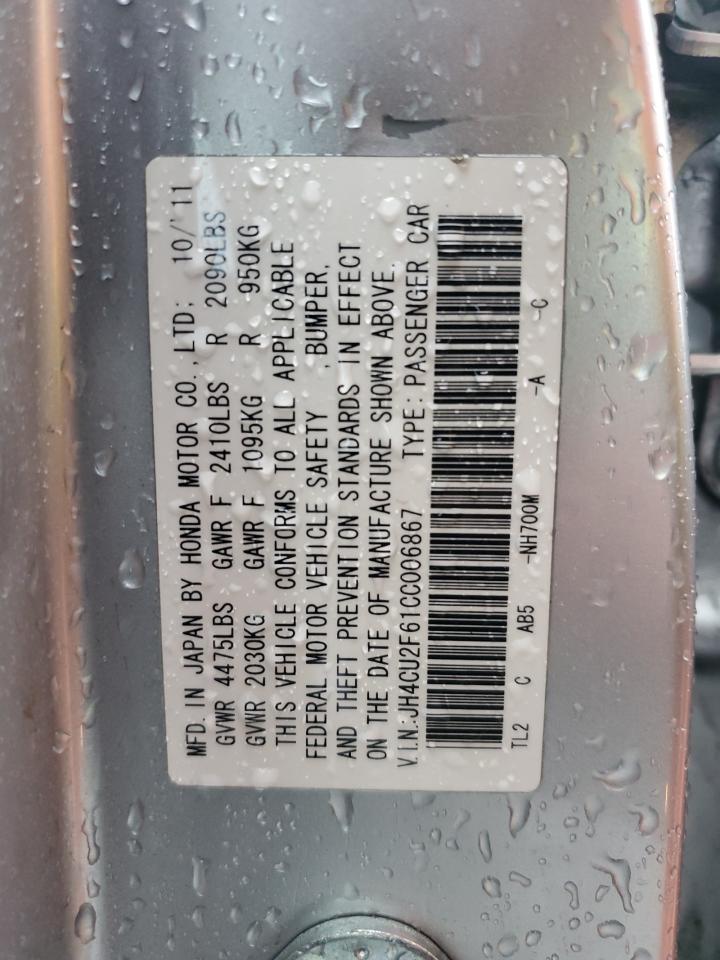 MFD. IN JAPAN BY HONDA MOTOR CO., LTD: 10/'11
GVWR 4475LBS GAWR F 2410LBS R 2090LBS
GVWR 2030KG GAWR F 1095KG R 950KG
THIS VEHICLE CONFORMS TO ALL APPLICABLE
FEDERAL MOTOR VEHICLE SAFETY , BUMPER,
AND THEFT PREVENTION STANDARDS IN EFFECT
ON THE DATE OF MANUFACTURE SHOWN ABOVE.
V.I.N.:JH4CU2F61CC006867 TYPE: PASSENGER CAR
TL2 C AB5 -NH700M -A -C